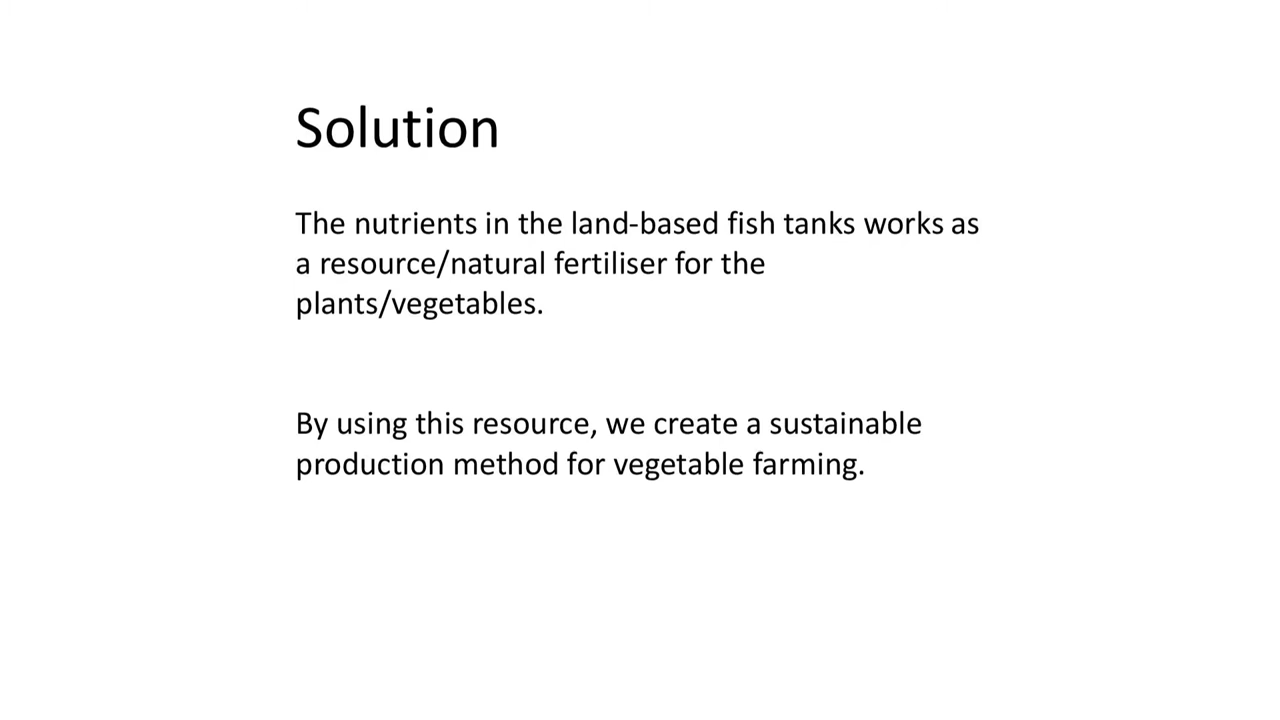 Solution
The nutrients in the land-based fish tanks works as
a resource/natural fertiliser for the
plants/vegetables.
By using this resource, we create a sustainable
production method for vegetable farming.